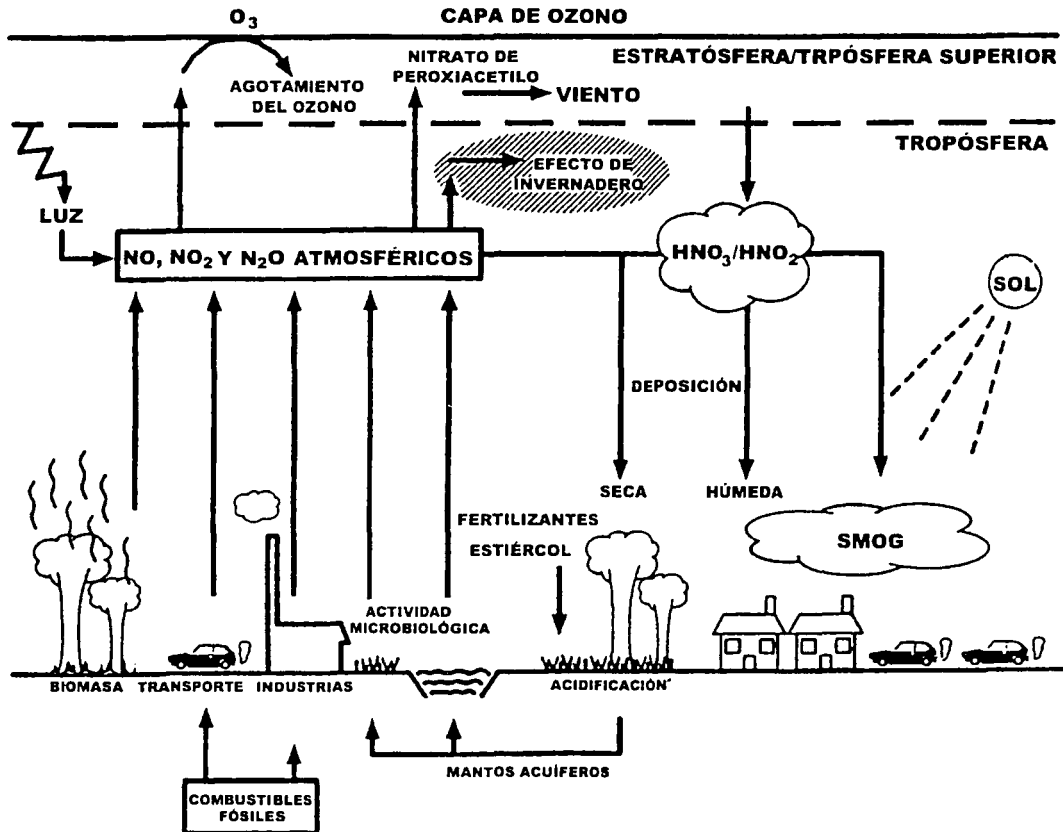 O3
CAPA DE OZONO
ESTRATÓSFERA/TRPÓSFERA SUPERIOR
NITRATO DE
PEROXIACETILO
AGOTAMIENTO
DEL OZONO
VIENTO
TROPÓSFERA
EFECTO DE
INVERNADERO
LUZ
NO, NO2 Y N2O ATMOSFÉRICOS
HNO3/HNO2
SOL
DEPOSICIÓN
SECA
HÚMEDA
FERTILIZANTES
ESTIÉRCOL
SMOG
ACTIVIDAD
MICROBIOLÓGICA
BIOMASA
TRANSPORTE
INDUSTRIAS
ACIDIFICACIÓN
MANTOS ACUÍFEROS
COMBUSTIBLES
FÓSILES